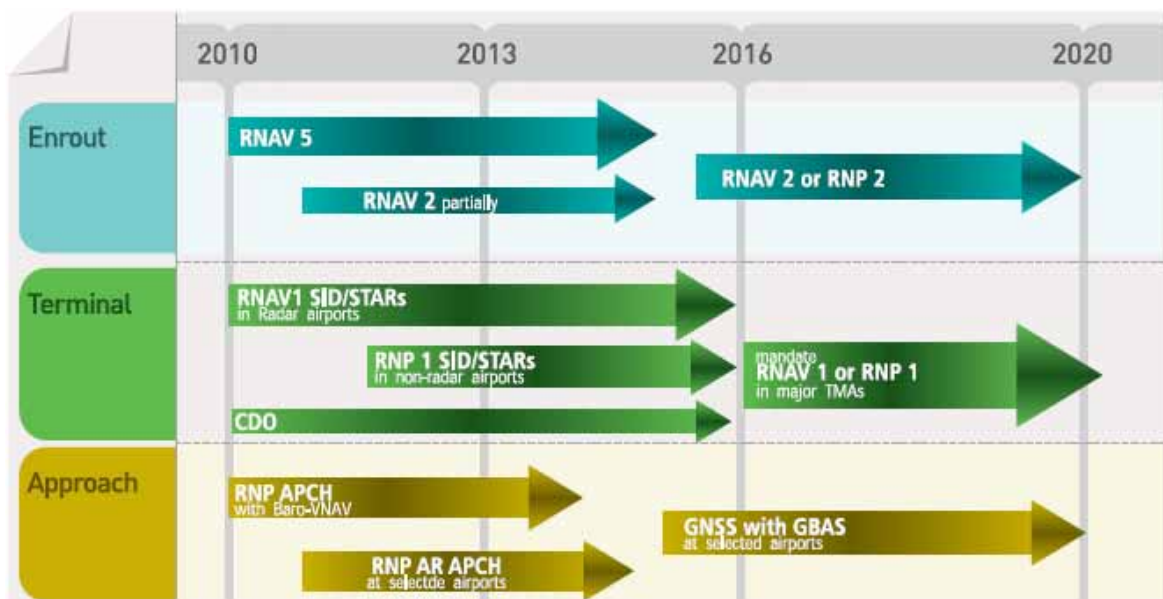 2010 2013 2016 2020
Enrout
RNAV 5
RNAV 2 partially
RNAV 2 or RNP 2
Terminal
RNAV1 SID/STARs
in Radar airports
RNP 1 SID/STARs
in non-radar airports
CDO
mandate
RNAV 1 or RNP 1
in major TMAs
Approach
RNP APCH
with Baro-VNAV
RNP AR APCH
at selectde airports
GNSS with GBAS
at selected airports